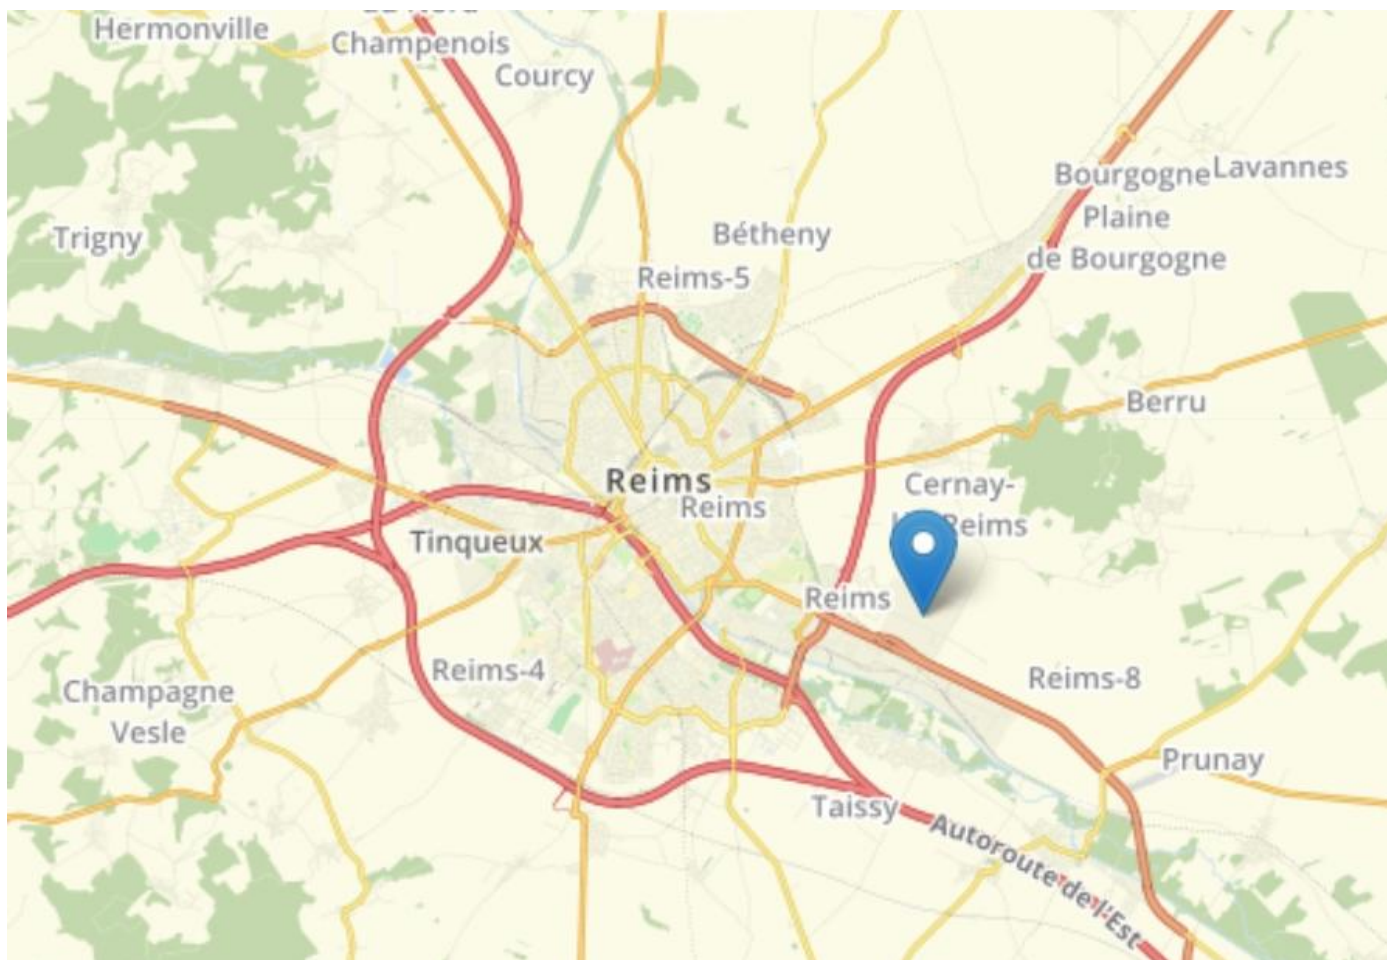 Hermonville
Champenois
Courcy
Bourgogne
Lavannes
Plaine
de Bourgogne
Trigny
Bétheny
Reims-5
Berru
Reims
Reims
Cernay-
Reims
Tinqueux
Reims
Reims-4
Reims-8
Champagne
Vesle
Prunay
Taissy
Autoroute de l'Est